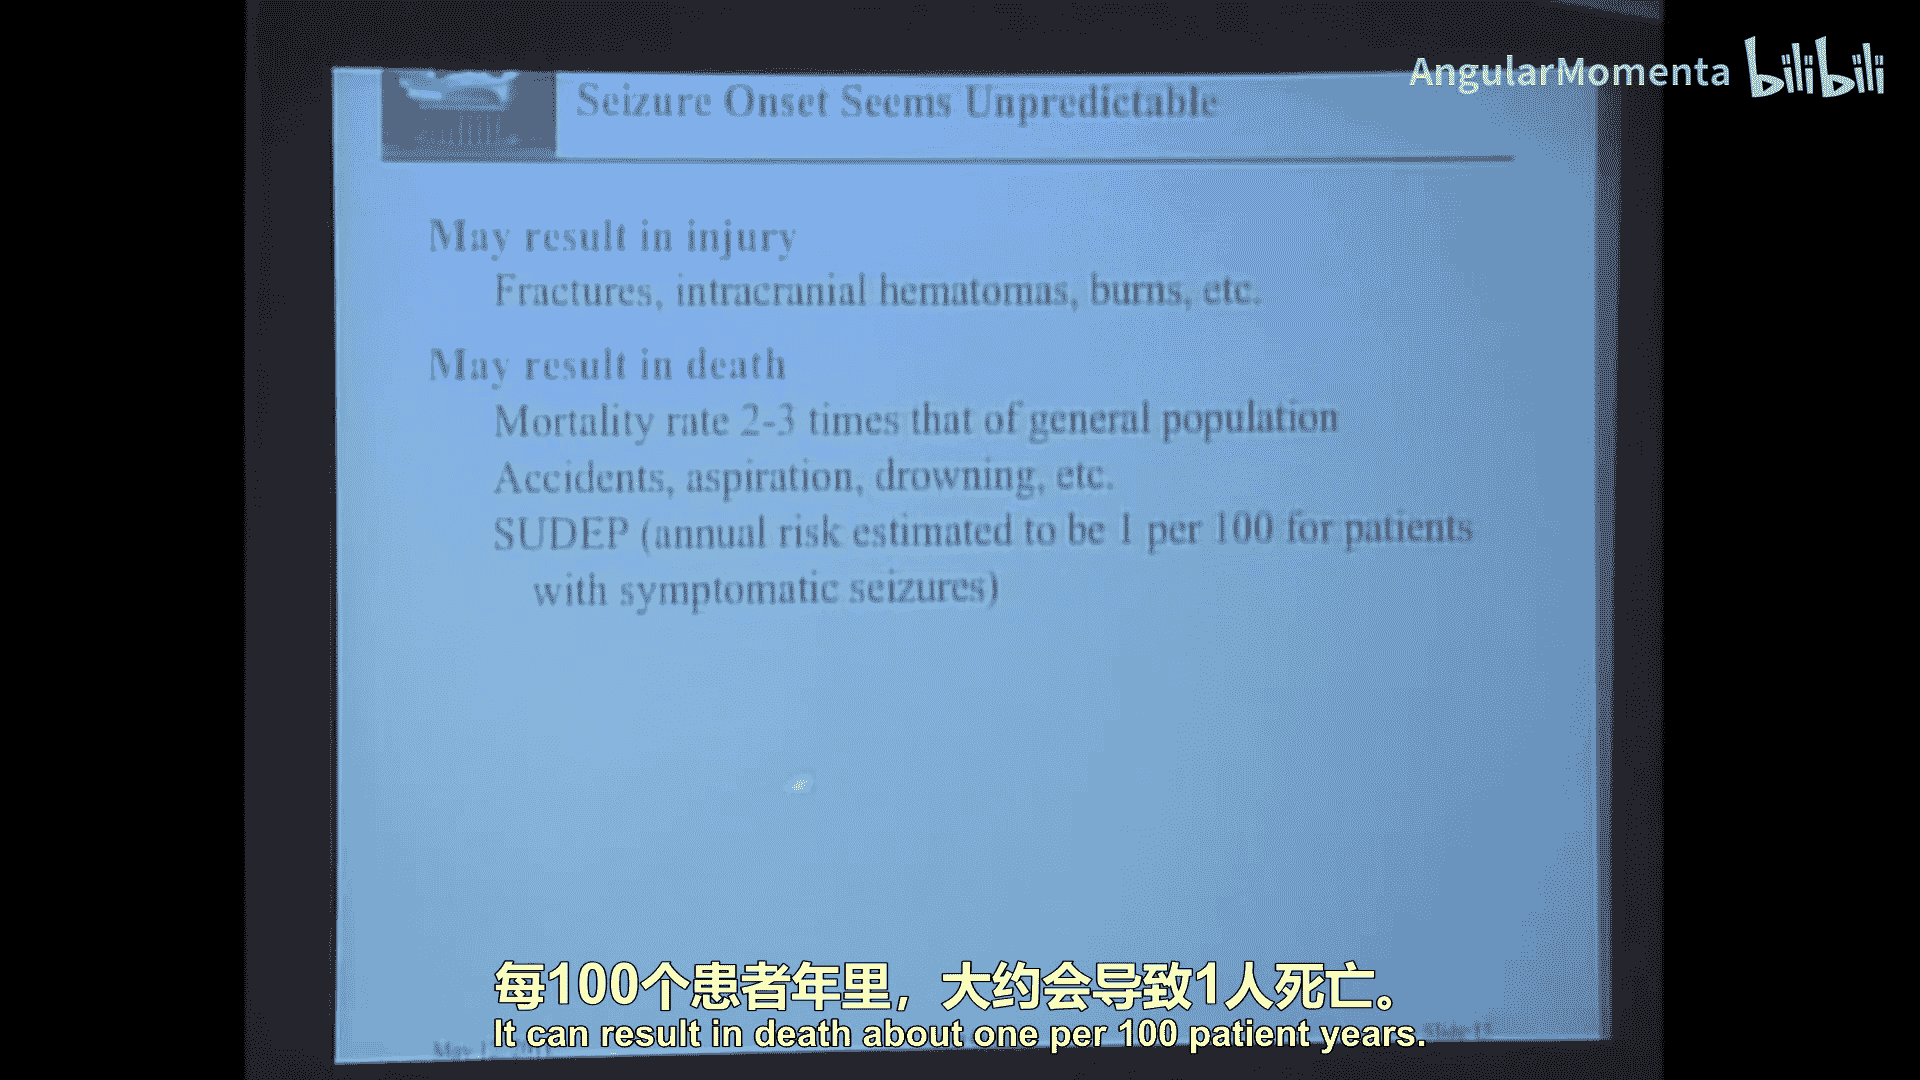 AngularMomenta bilibili
Seizure Onset Seems Unpredictable
May result in injury
Fractures, intracranial hematomas, burns, etc.
May result in death
Mortality rate 2-3 times that of general population
Accidents, aspiration, drowning, etc.
SUDEP (annual risk estimated to be 1 per 100 for patients
with symptomatic seizures)
每100个患者年里，大约会导致1人死亡。
It can result in death about one per 100 patient years.